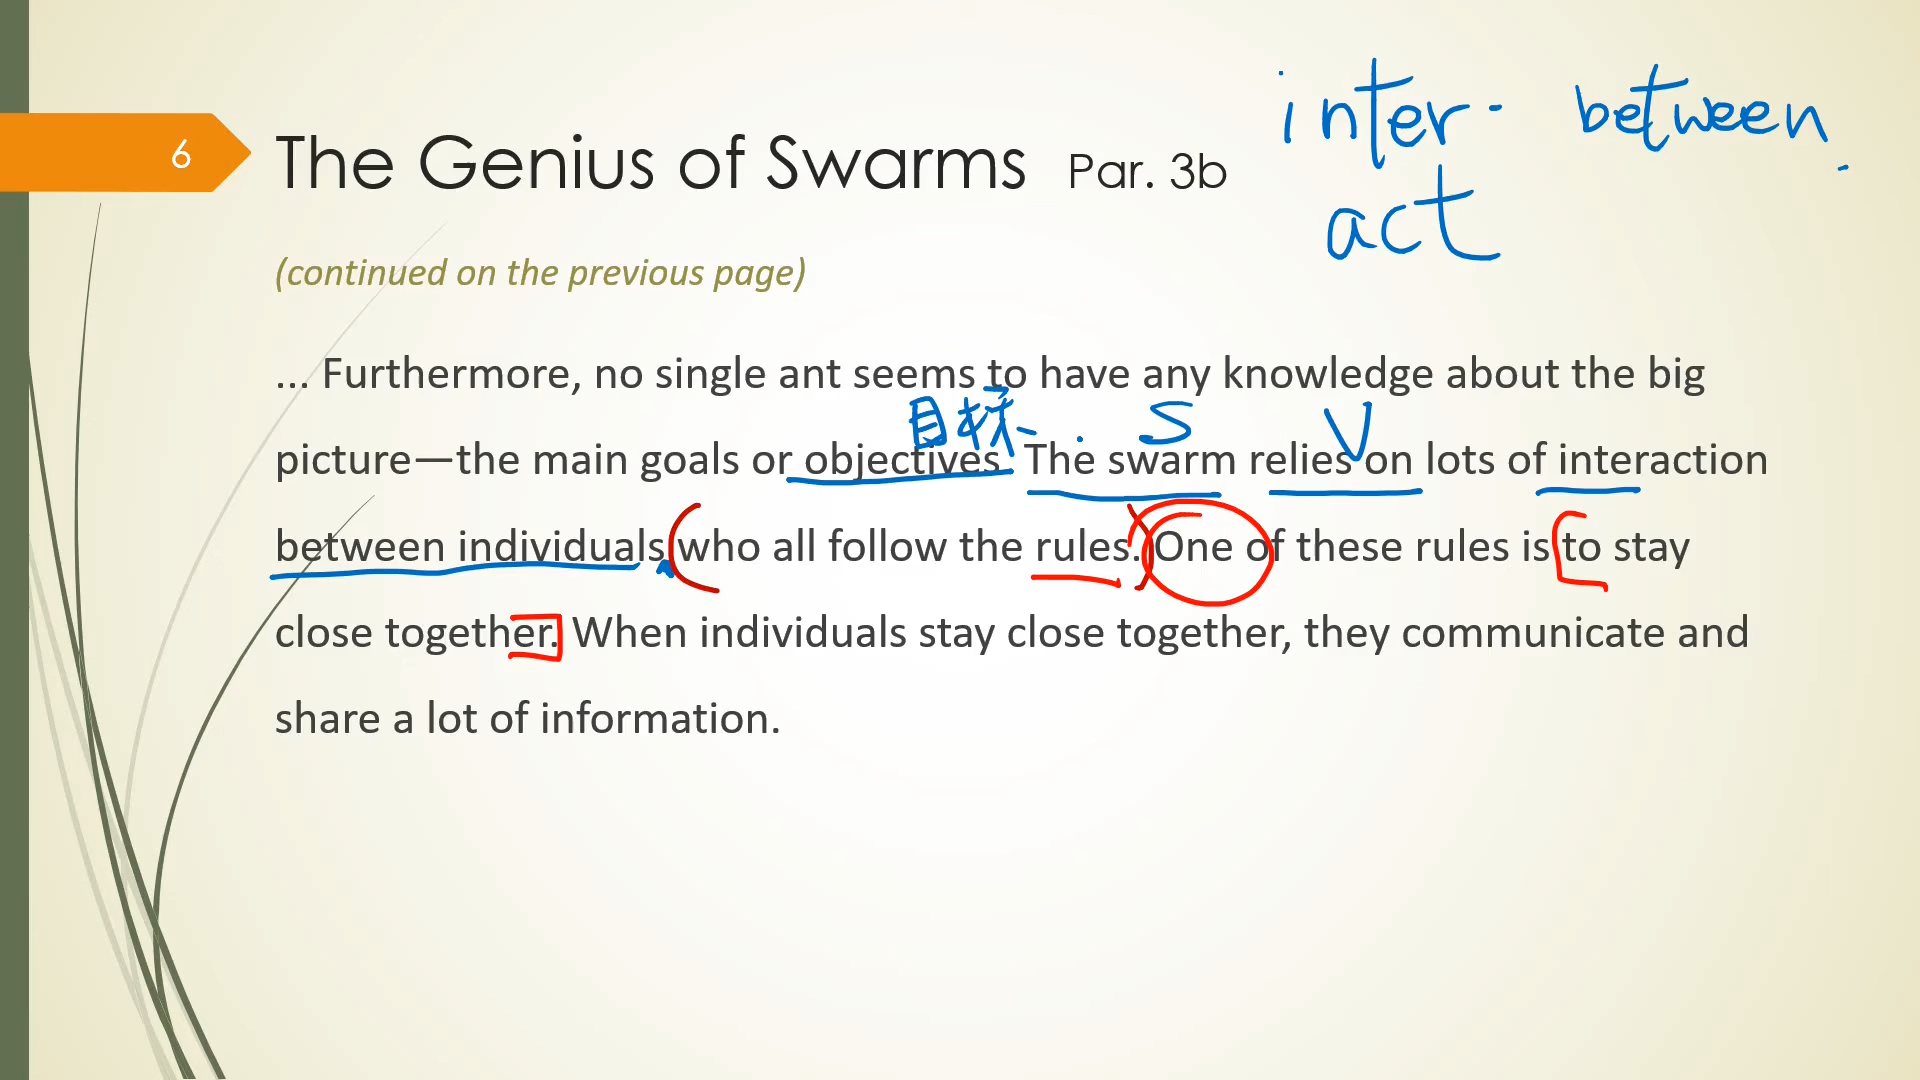 inter- between.
6
The Genius of Swarms Par. 3b
act
(continued on the previous page)
... Furthermore, no single ant seems to have any knowledge about the big
目標 S V
picture—the main goals or objectives. The swarm relies on lots of interaction
between individuals who all follow the rules. One of these rules is to stay
close together. When individuals stay close together, they communicate and
share a lot of information.